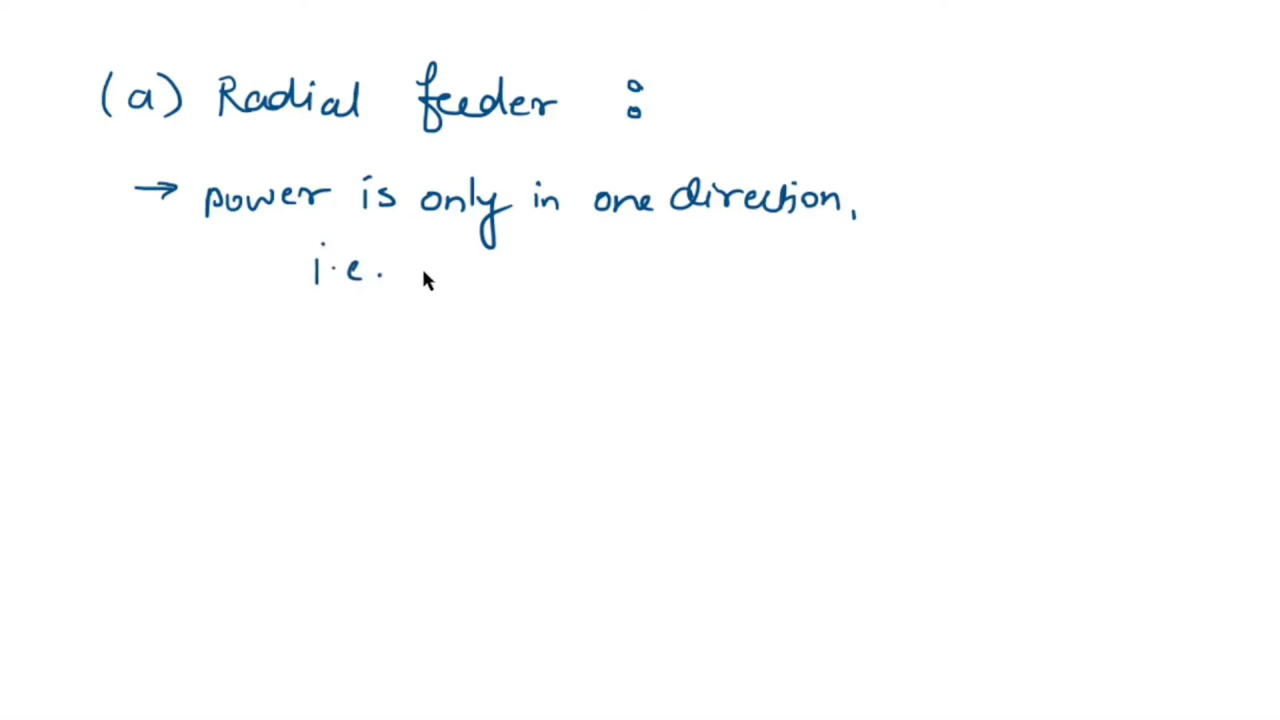 (a) Radial feeder :
→ power is only in one direction,
i.e.